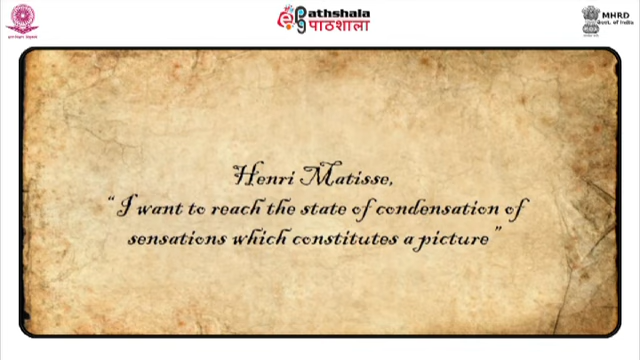 ePathshala
पाठशाला
MHRD
Govt. of India
Henri Matisse,
“I want to reach the state of condensation of
sensations which constitutes a picture”